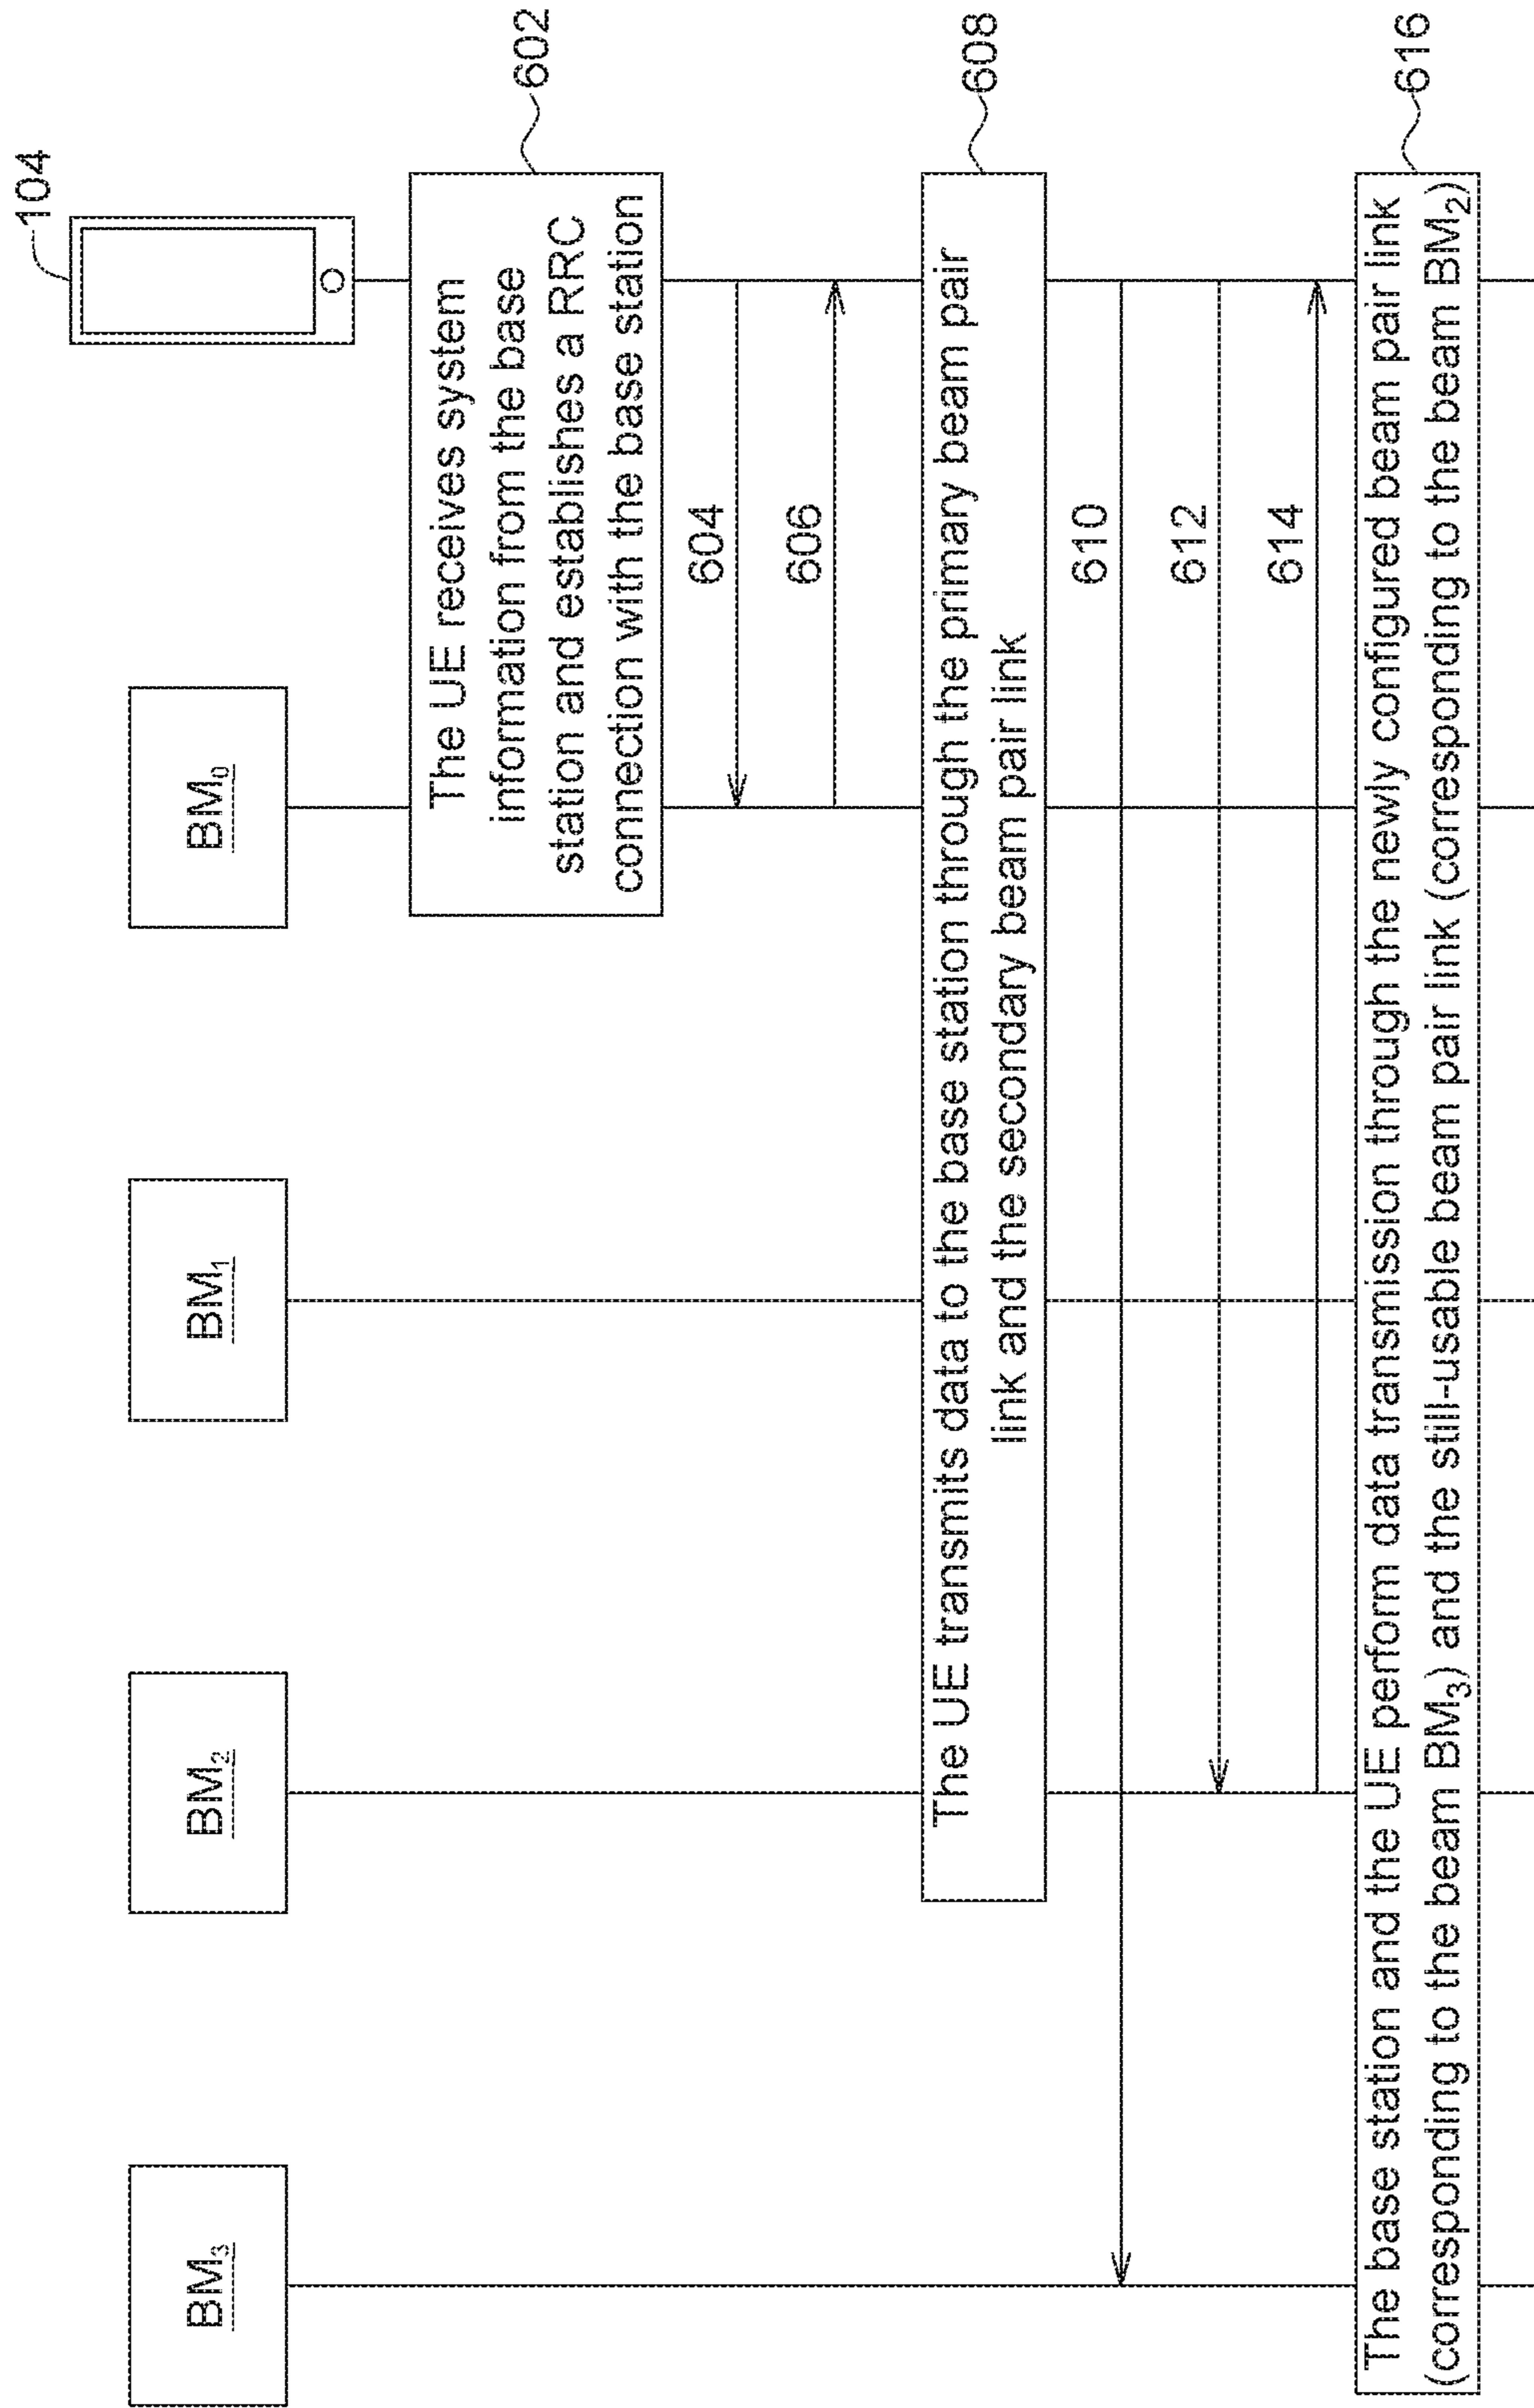 BM3
BM2
BM1
BM0
104
The UE receives system
information from the base
station and establishes a RRC
connection with the base station
602
604
606
The UE transmits data to the base station through the primary beam pair
link and the secondary beam pair link
608
610
612
614
The base station and the UE perform data transmission through the newly configured beam pair link
(corresponding to the beam BM3) and the still-usable beam pair link (corresponding to the beam BM2)
616